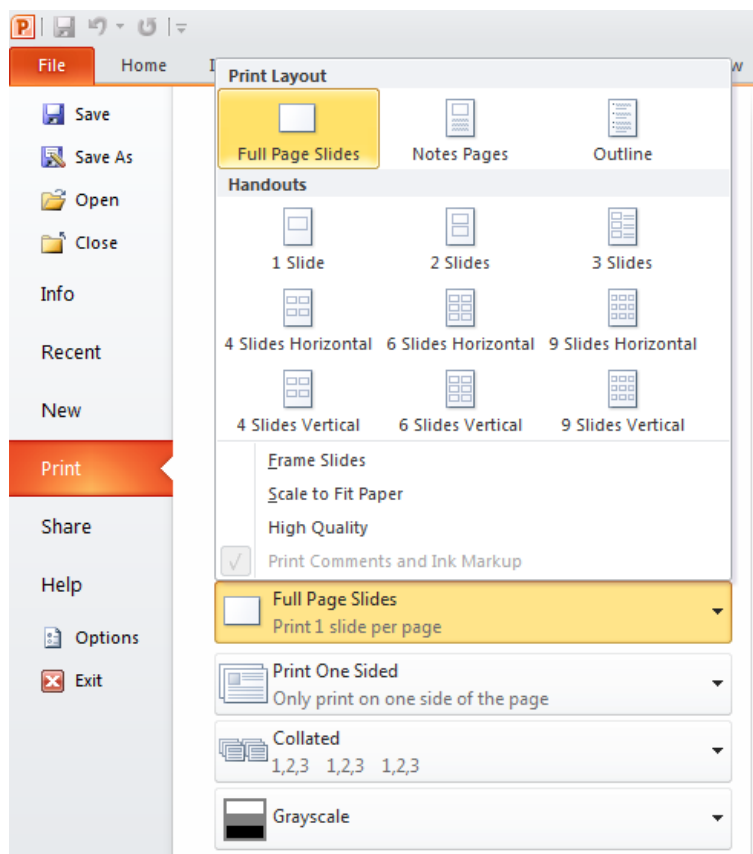 File Home
Print Layout
Full Page Slides Notes Pages Outline
Handouts
1 Slide 2 Slides 3 Slides
4 Slides Horizontal 6 Slides Horizontal 9 Slides Horizontal
4 Slides Vertical 6 Slides Vertical 9 Slides Vertical
Frame Slides
Scale to Fit Paper
High Quality
Print Comments and Ink Markup
Full Page Slides
Print 1 slide per page
Print One Sided
Only print on one side of the page
Collated
1,2,3 1,2,3 1,2,3
Grayscale
Save
Save As
Open
Close
Info
Recent
New
Print
Share
Help
Options
Exit